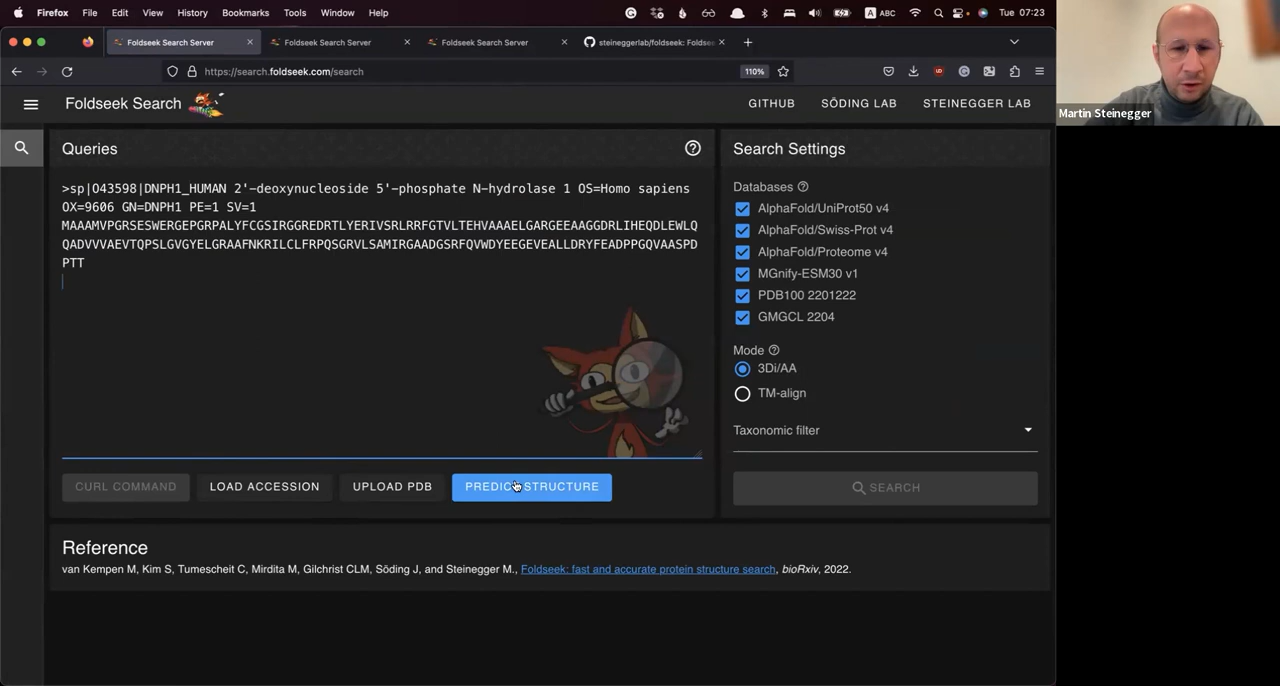 Firefox File Edit View History Bookmarks Tools Window Help
A ABC Tue 07:23
Foldseek Search Server
Foldseek Search Server
Foldseek Search Server
steineggerlab/foldseek: Foldsee
https://search.foldseek.com/search
110%
Foldseek Search
GITHUB SÖDING LAB STEINEGGER LAB
Martin Steinegger
Queries
>sp|O43598|DNPH1_HUMAN 2'-deoxynucleoside 5'-phosphate N-hydrolase 1 OS=Homo sapiens
OX=9606 GN=DNPH1 PE=1 SV=1
MAAAMVPGRSESWERGEPGRPALYFCGSIRGGREDRTLYERIVSRLRRFGTVLTEHVAAAELGARGEEAAGGDRLIHEQDLEWLQ
QADVVVAEVTQPSLGVGYELGRAAFNKRILCLFRPQSGRVLSAMIRGAADGSRFQVWDYEEGEVEALLDRYFEADPPGQVAASPD
PTT
CURL COMMAND
LOAD ACCESSION
UPLOAD PDB
PREDICT STRUCTURE
Search Settings
Databases
AlphaFold/UniProt50 v4
AlphaFold/Swiss-Prot v4
AlphaFold/Proteome v4
MGnify-ESM30 v1
PDB100 2201222
GMGCL 2204
Mode
3Di/AA
TM-align
Taxonomic filter
SEARCH
Reference
van Kempen M, Kim S, Tumescheit C, Mirdita M, Gilchrist CLM, Söding J, and Steinegger M., Foldseek: fast and accurate protein structure search, bioRxiv, 2022.